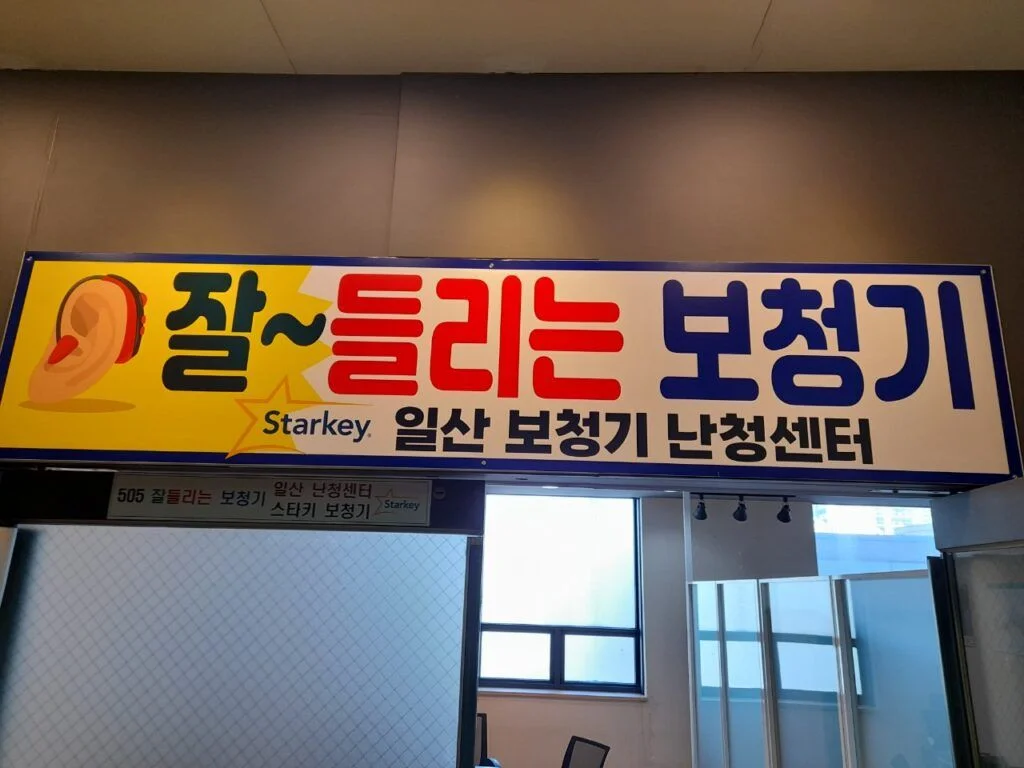 잘~들리는 보청기
Starkey 일산 보청기 난청센터
505 잘들리는 보청기 일산 난청센터
스타키 보청기 Starkey